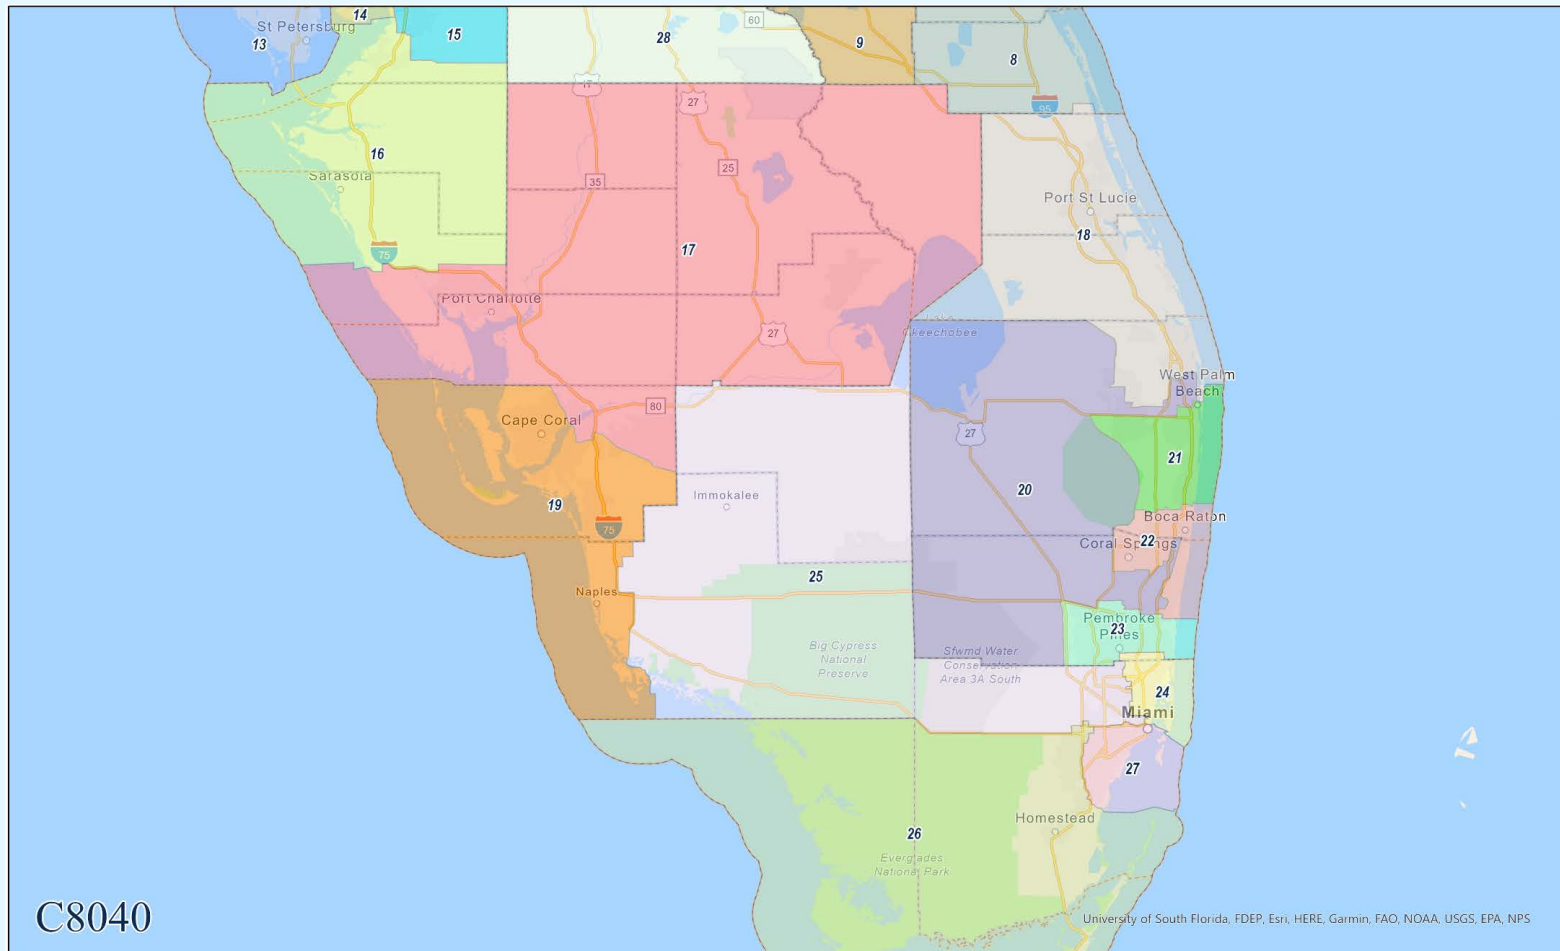 14
St Petersburg
13
15
28
60
9
8
17
27
95
16
25
35
Sarasota
Port St Lucie
18
75
17
Port Charlotte
27
Lake
Okeechobee
West Palm
Beach
80
Cape Coral
27
21
20
Immokalee
19
75
Boca Raton
22
Coral Springs
25
Naples
Pembroke
Pines
23
Big Cypress
National
Preserve
Sfwmd Water
Conservation
Area 3A South
24
Miami
27
Homestead
26
Everglades
National Park
C8040
University of South Florida, FDEP, Esri, HERE, Garmin, FAO, NOAA, USGS, EPA, NPS